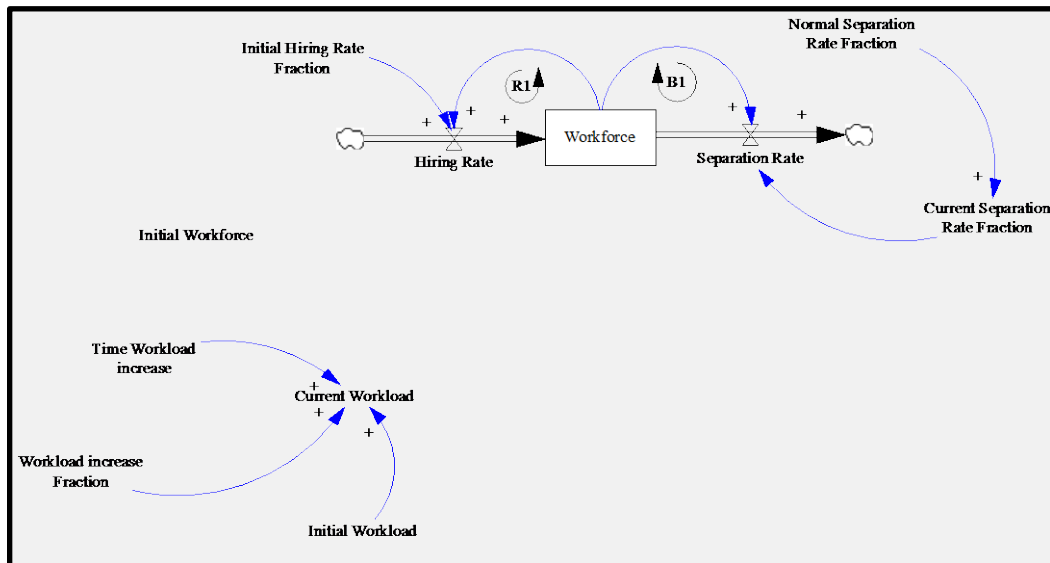 Normal Separation
Rate Fraction
Initial Hiring Rate
Fraction
R1
B1
+
+
+
+
+
Workforce
Hiring Rate
Separation Rate
+
Current Separation
Rate Fraction
Initial Workforce
Time Workload
increase
+
Current Workload
+
+
Workload increase
Fraction
Initial Workload